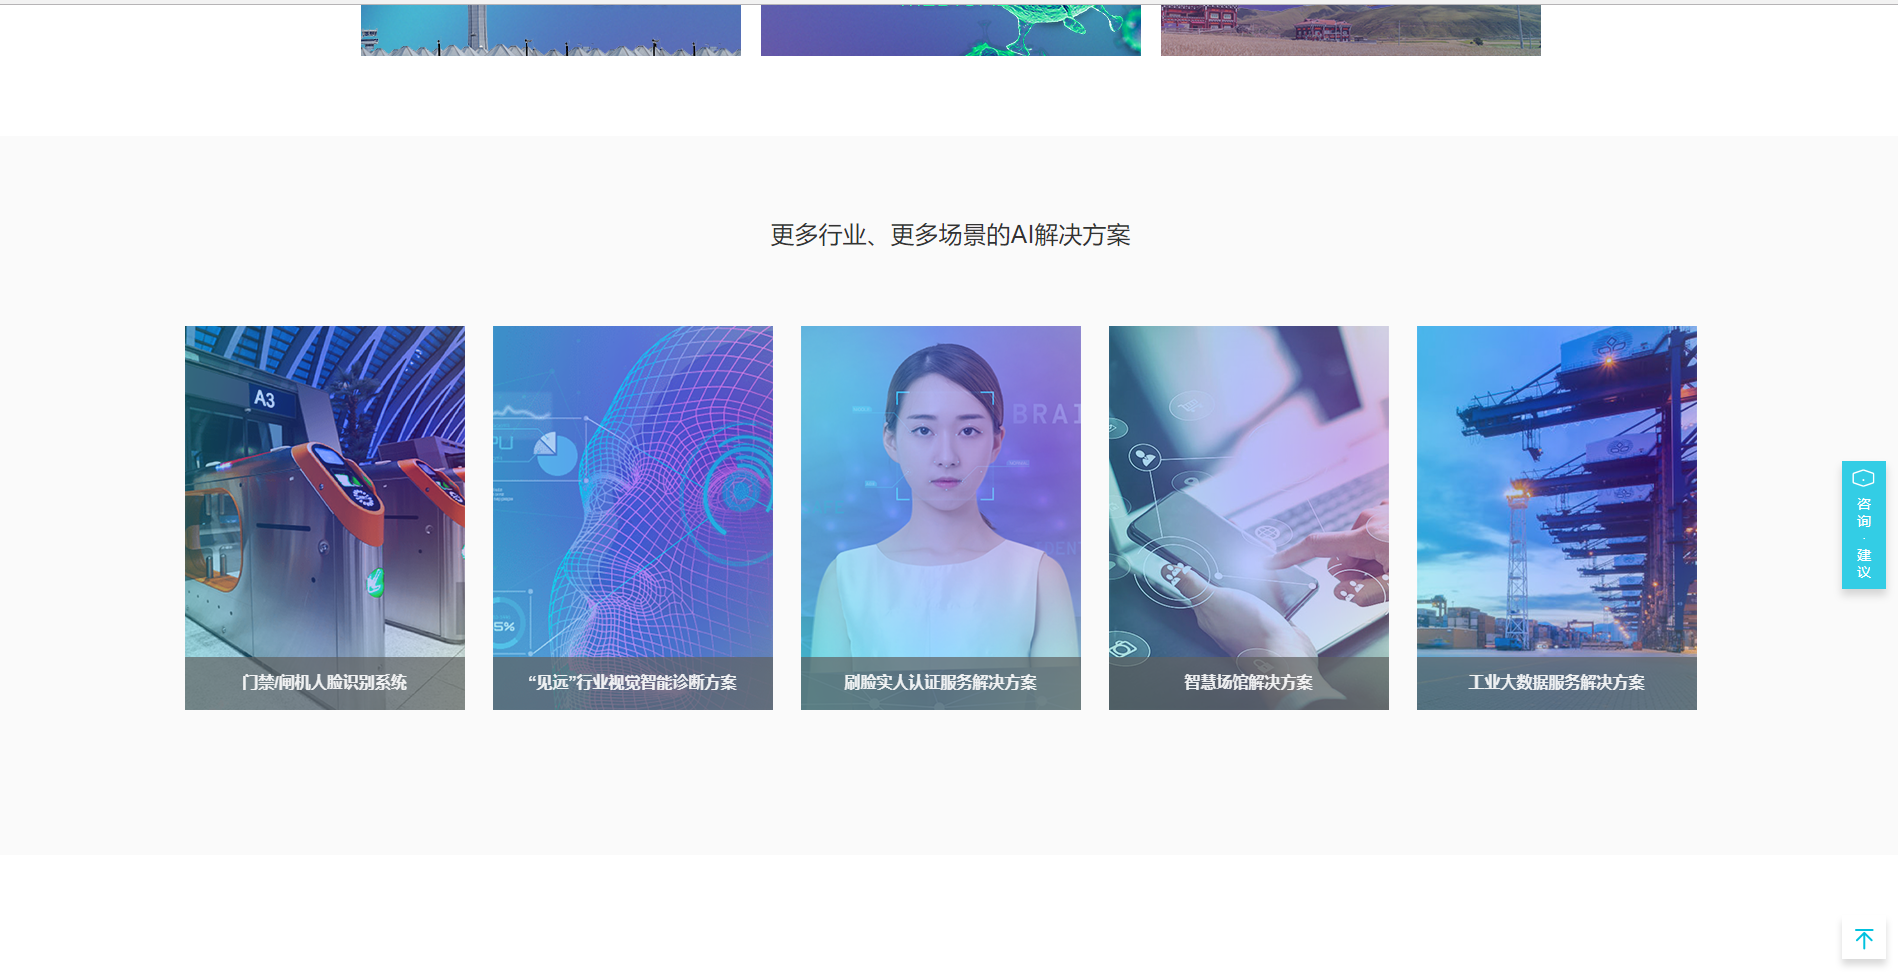 更多行业、更多场景的AI解决方案
A3
PU
5%
BRAI
门禁/闸机人脸识别系统
“见远”行业视觉智能诊断方案
刷脸实人认证服务解决方案
智慧场馆解决方案
工业大数据服务解决方案
咨询·建议